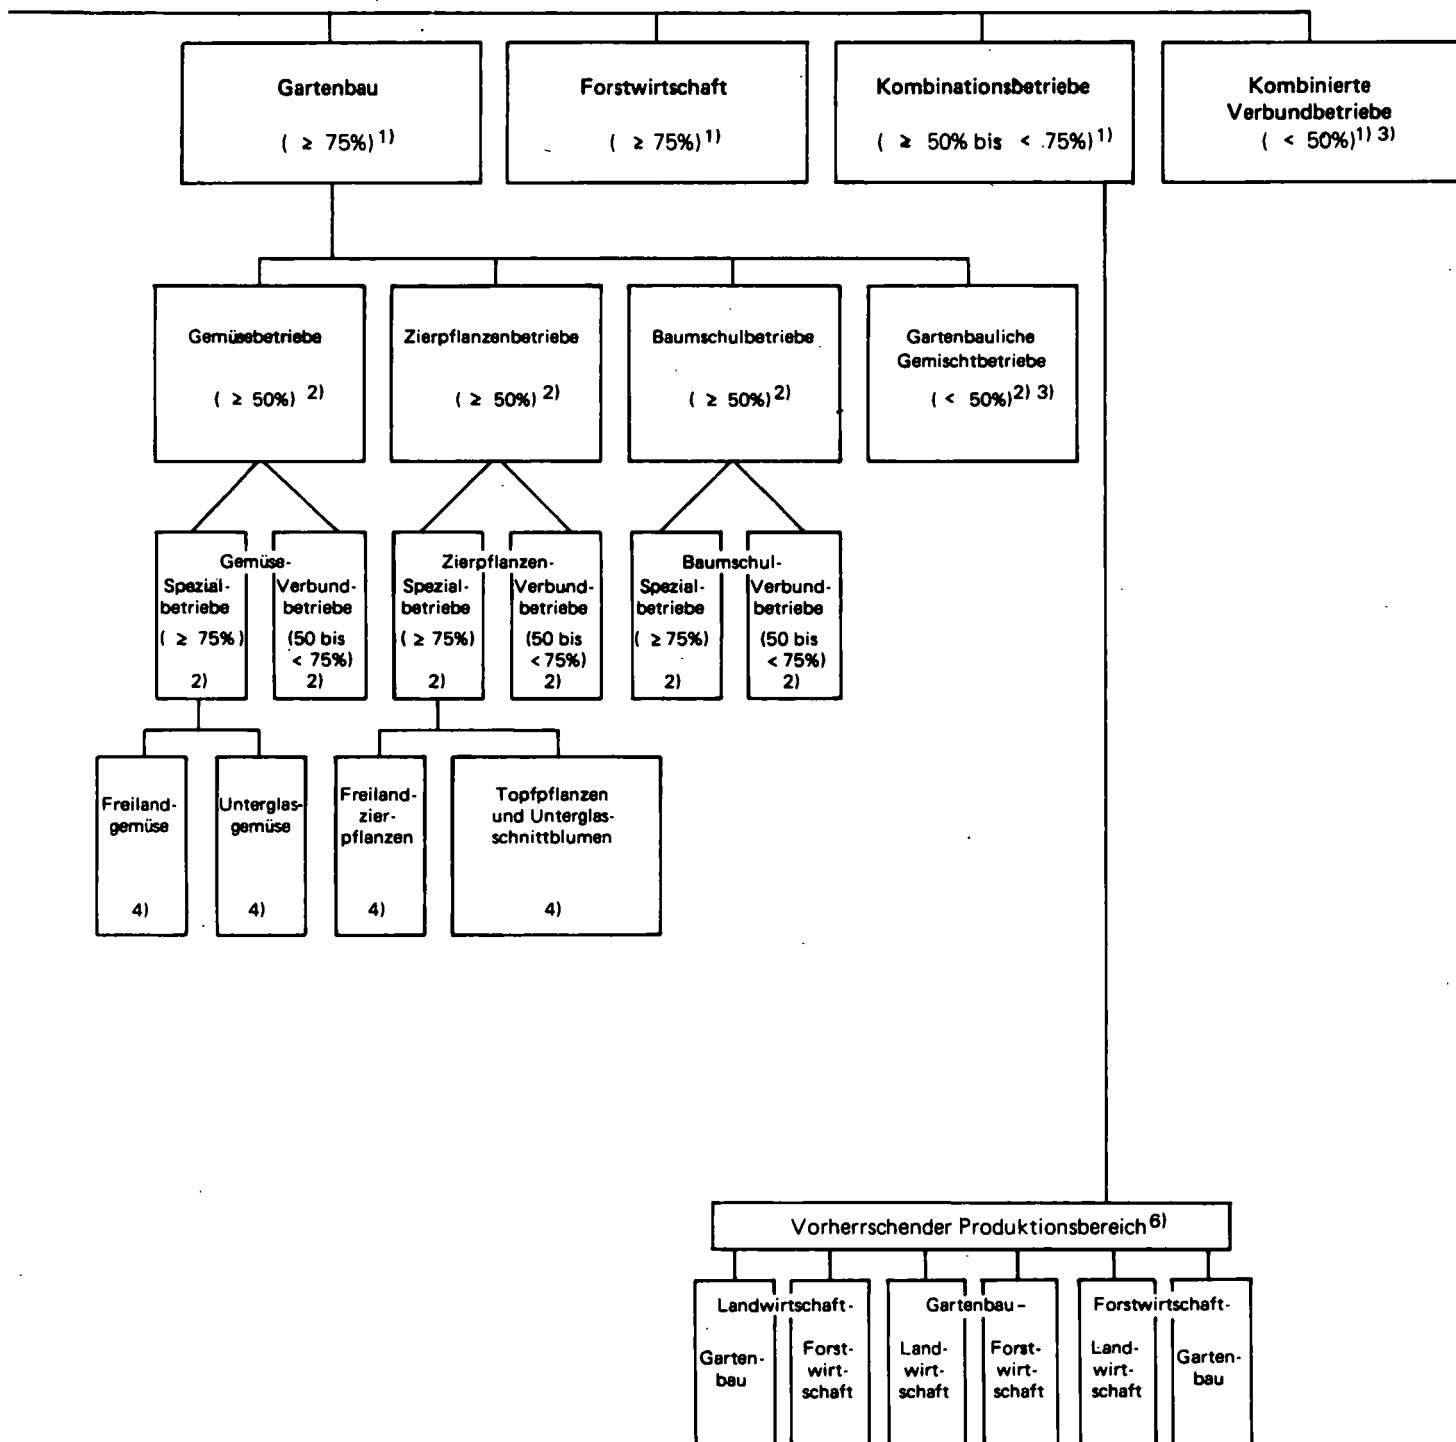 Gartenbau
( ≥ 75%) 1)
Forstwirtschaft
( ≥ 75%) 1)
Kombinationsbetriebe
( ≥ 50% bis < 75%) 1)
Kombinierte
Verbundbetriebe
( < 50%) 1) 3)
Gemüsebetriebe
( ≥ 50%) 2)
Zierpflanzenbetriebe
( ≥ 50%) 2)
Baumschulbetriebe
( ≥ 50%) 2)
Gartenbauliche
Gemischtbetriebe
( < 50%) 2) 3)
Gemüse-
Spezial-
betriebe
( ≥ 75%)
2)
Verbund-
betriebe
(50 bis
< 75%)
2)
Zierpflanzen-
Spezial-
betriebe
( ≥ 75%)
2)
Verbund-
betriebe
(50 bis
< 75%)
2)
Baumschul-
Spezial-
betriebe
( ≥ 75%)
2)
Verbund-
betriebe
(50 bis
< 75%)
2)
Freiland-
gemüse
4)
Unterglas-
gemüse
4)
Freiland-
zier-
pflanzen
4)
Topfpflanzen
und Unterglas-
schnittblumen
4)
Vorherrschender Produktionsbereich 6)
Landwirtschaft-
Garten-
bau
Forst-
wirt-
schaft
Gartenbau-
Land-
wirt-
schaft
Forst-
wirt-
schaft
Forstwirtschaft-
Land-
wirt-
schaft
Garten-
bau